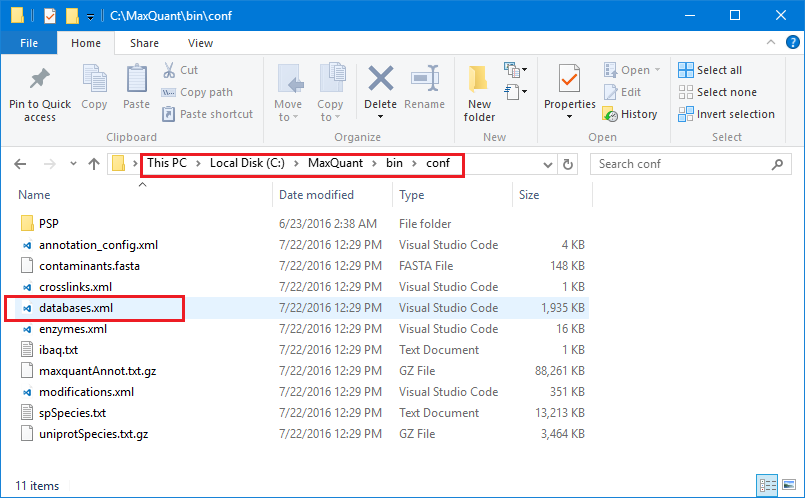 C:\MaxQuant\bin\conf
File Home Share View
Pin to Quick access
Copy
Paste
Cut
Copy path
Paste shortcut
Clipboard
Move to
Copy to
Delete
Rename
Organize
New folder
New
Properties
Open
Edit
History
Open
Select all
Select none
Invert selection
Select
This PC Local Disk (C:) MaxQuant bin conf
Search conf
Name Date modified Type Size
PSP 6/23/2016 2:38 AM File folder
annotation_config.xml 7/22/2016 12:29 PM Visual Studio Code 4 KB
contaminants.fasta 7/22/2016 12:29 PM FASTA File 148 KB
crosslinks.xml 7/22/2016 12:29 PM Visual Studio Code 1 KB
databases.xml 7/22/2016 12:29 PM Visual Studio Code 1,935 KB
enzymes.xml 7/22/2016 12:29 PM Visual Studio Code 16 KB
ibaq.txt 7/22/2016 12:29 PM Text Document 1 KB
maxquantAnnot.txt.gz 7/22/2016 12:29 PM GZ File 88,261 KB
modifications.xml 7/22/2016 12:29 PM Visual Studio Code 351 KB
spSpecies.txt 7/22/2016 12:29 PM Text Document 13,213 KB
uniprotSpecies.txt.gz 7/22/2016 12:29 PM GZ File 3,464 KB
11 items